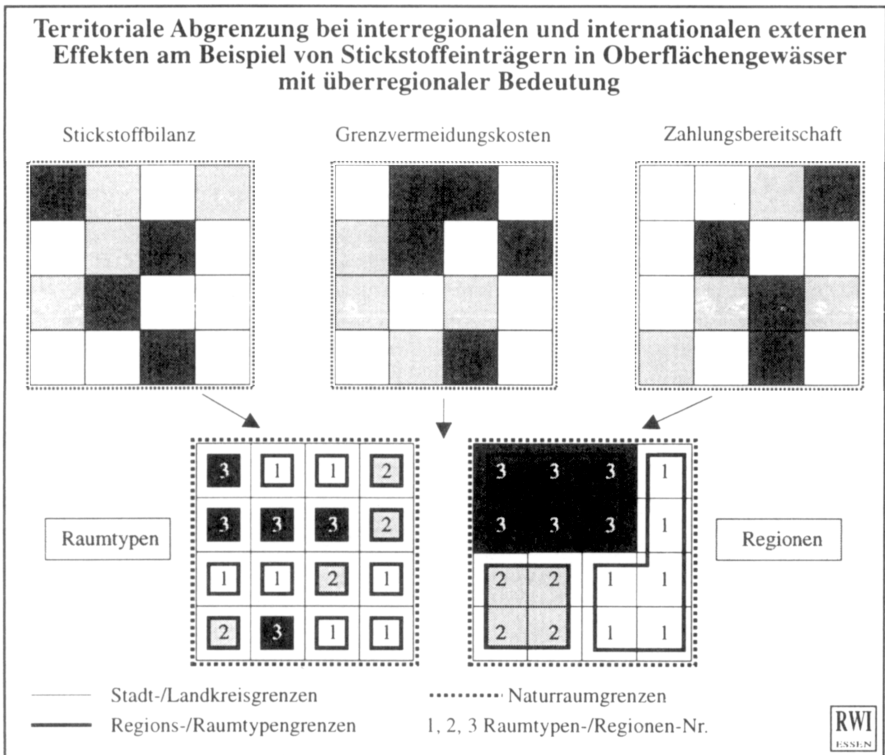 Territoriale Abgrenzung bei interregionalen und internationalen externen
Effekten am Beispiel von Stickstoffeinträgern in Oberflächengewässer
mit überregionaler Bedeutung
Stickstoffbilanz Grenzvermeidungskosten Zahlungsbereitschaft
Raumtypen
3 1 1 2
3 3 3 2
1 1 2 1
2 3 1 1
3 3 3 1
3 3 3 1
2 2 1 1
2 2 1 1
Regionen
Stadt-/Landkreisgrenzen Naturraumgrenzen
Regions-/Raumtypengrenzen 1, 2, 3 Raumtypen-/Regionen-Nr.
RWI
ESSEN